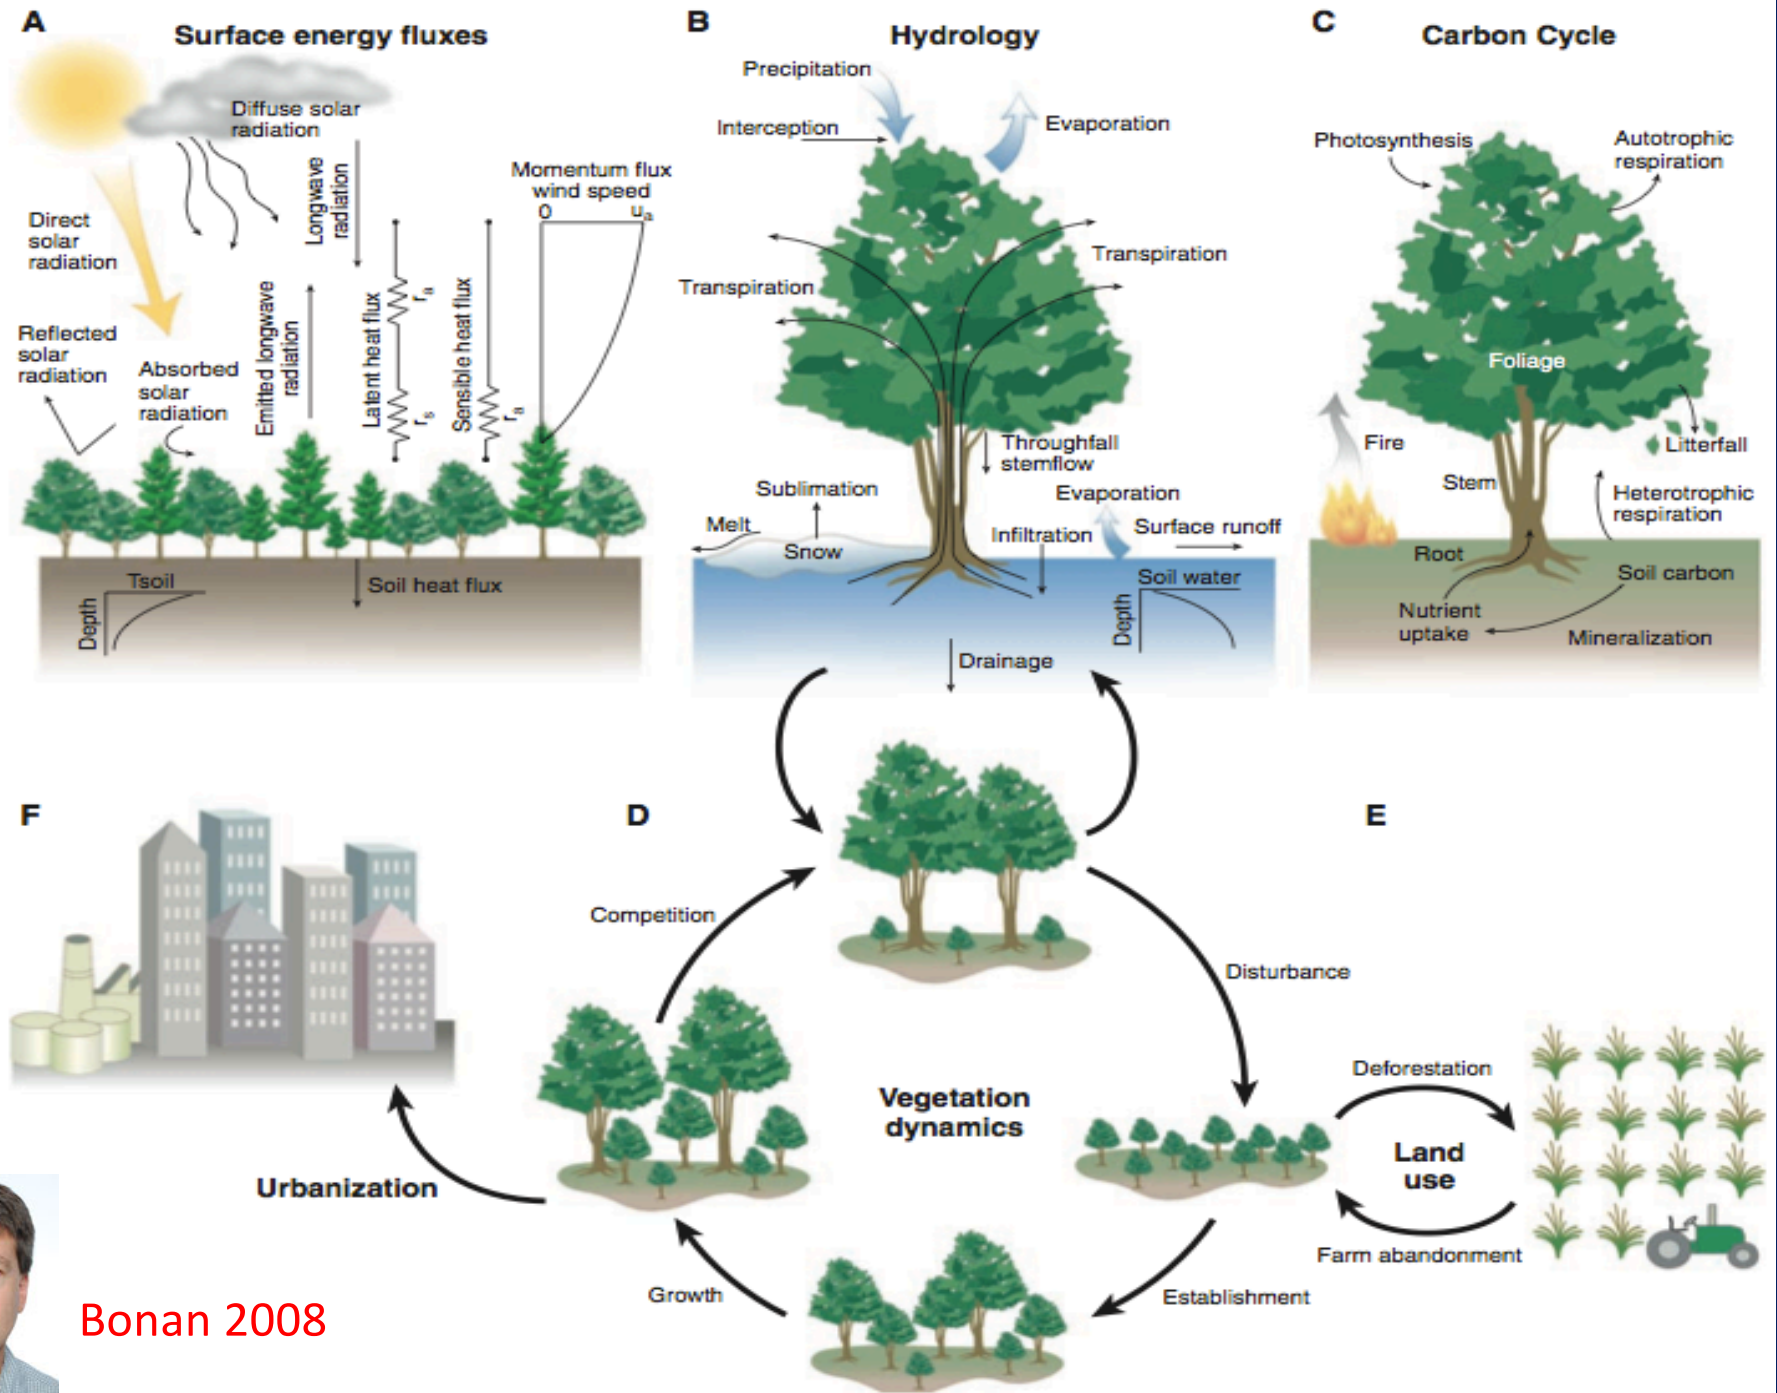 A
Surface energy fluxes
Diffuse solar
radiation
Direct
solar
radiation
Reflected
solar
radiation
Absorbed
solar
radiation
Emitted longwave
radiation
Longwave
radiation
Latent heat flux
ra
rs
Sensible heat flux
ra
Momentum flux
wind speed
0
ua
Tsoil
Depth
Soil heat flux
B
Hydrology
Precipitation
Interception
Evaporation
Transpiration
Transpiration
Throughfall
stemflow
Sublimation
Evaporation
Melt
Snow
Infiltration
Surface runoff
Soil water
Depth
Drainage
C
Carbon Cycle
Photosynthesis
Autotrophic
respiration
Foliage
Fire
Litterfall
Stem
Heterotrophic
respiration
Root
Soil carbon
Nutrient
uptake
Mineralization
F
Urbanization
D
Competition
Disturbance
Vegetation
dynamics
Growth
Establishment
E
Deforestation
Land
use
Farm abandonment
Bonan 2008